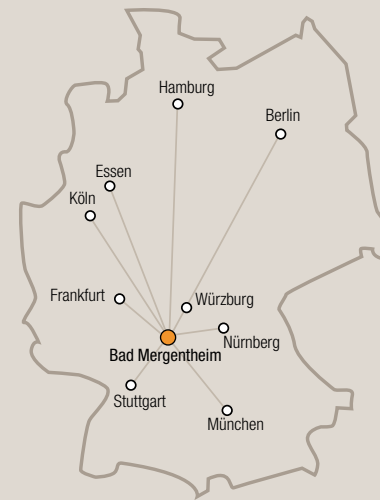 Hamburg
Berlin
Essen
Köln
Frankfurt
Würzburg
Nürnberg
Bad Mergentheim
Stuttgart
München